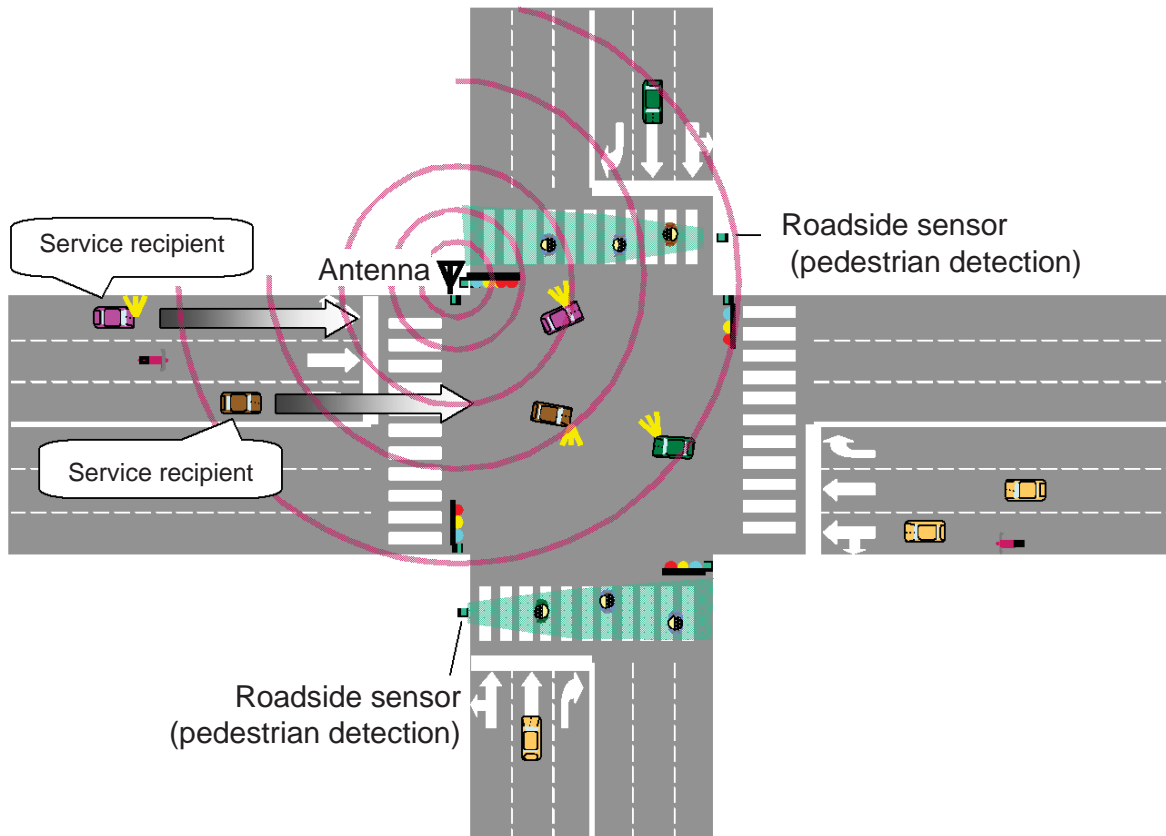 Service recipient
Antenna
Roadside sensor
(pedestrian detection)
Service recipient
Roadside sensor
(pedestrian detection)